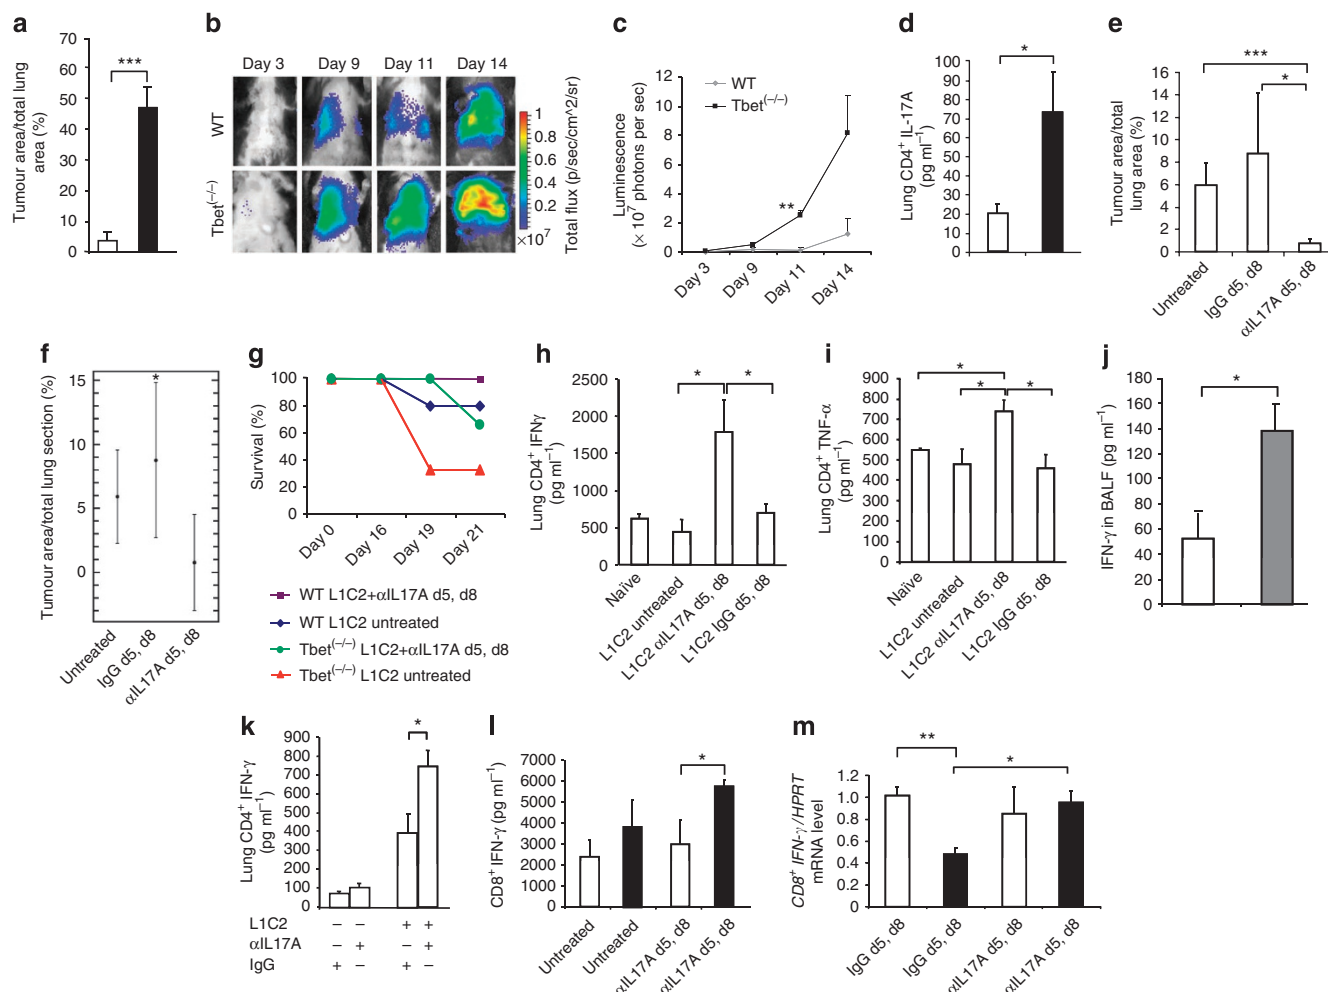 a
70
60
50
40
30
20
10
0
Tumour area/total lung
area (%)
***
b
Day 3 Day 9 Day 11 Day 14
WT
Tbet(−/−)
1
0.8
0.6
0.4
0.2
×10⁷
Total flux (p/sec/cm^2/sr)
c
12
10
8
6
4
2
0
Luminescence
(× 10⁷ photons per sec)
WT
Tbet(−/−)
**
Day 3 Day 9 Day 11 Day 14
d
100
90
80
70
60
50
40
30
20
10
0
Lung CD4⁺ IL-17A
(pg ml⁻¹)
*
e
16
14
12
10
8
6
4
2
0
Tumour area/total
lung area (%)
***
*
Untreated
IgG d5, d8
αIL17A d5, d8
f
15
10
5
0
Tumour area/total lung section (%)
*
Untreated
IgG d5, d8
αIL17A d5, d8
g
100
80
60
40
20
0
Survival (%)
Day 0 Day 16 Day 19 Day 21
WT L1C2+αIL17A d5, d8
WT L1C2 untreated
Tbet(−/−) L1C2+αIL17A d5, d8
Tbet(−/−) L1C2 untreated
h
2500
2000
1500
1000
500
0
Lung CD4⁺ IFNγ
(pg ml⁻¹)
* *
Naïve
L1C2 untreated
L1C2 αIL17A d5, d8
L1C2 IgG d5, d8
i
900
800
700
600
500
400
300
200
100
0
Lung CD4⁺ TNF-α
(pg ml⁻¹)
*
* *
Naïve
L1C2 untreated
L1C2 αIL17A d5, d8
L1C2 IgG d5, d8
j
180
160
140
120
100
80
60
40
20
0
IFN-γ in BALF (pg ml⁻¹)
*
k
900
800
700
600
500
400
300
200
100
0
Lung CD4⁺ IFN-γ
(pg ml⁻¹)
*
L1C2 − − + +
αIL17A − + − +
IgG + − + −
l
7000
6000
5000
4000
3000
2000
1000
0
CD8⁺ IFN-γ (pg ml⁻¹)
*
Untreated
Untreated
αIL17A d5, d8
αIL17A d5, d8
m
1.2
1.0
0.8
0.6
0.4
0.2
0
CD8⁺ IFN-γ/HPRT
mRNA level
**
*
IgG d5, d8
IgG d5, d8
αIL17A d5, d8
αIL17A d5, d8